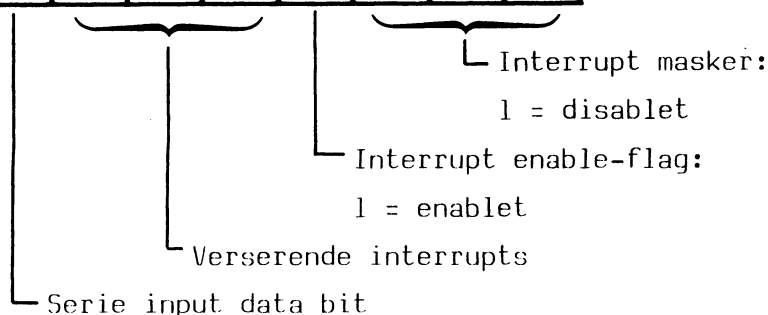 Interrupt masker:
1 = disablet
Interrupt enable-flag:
1 = enablet
Verserende interrupts
Serie input data bit